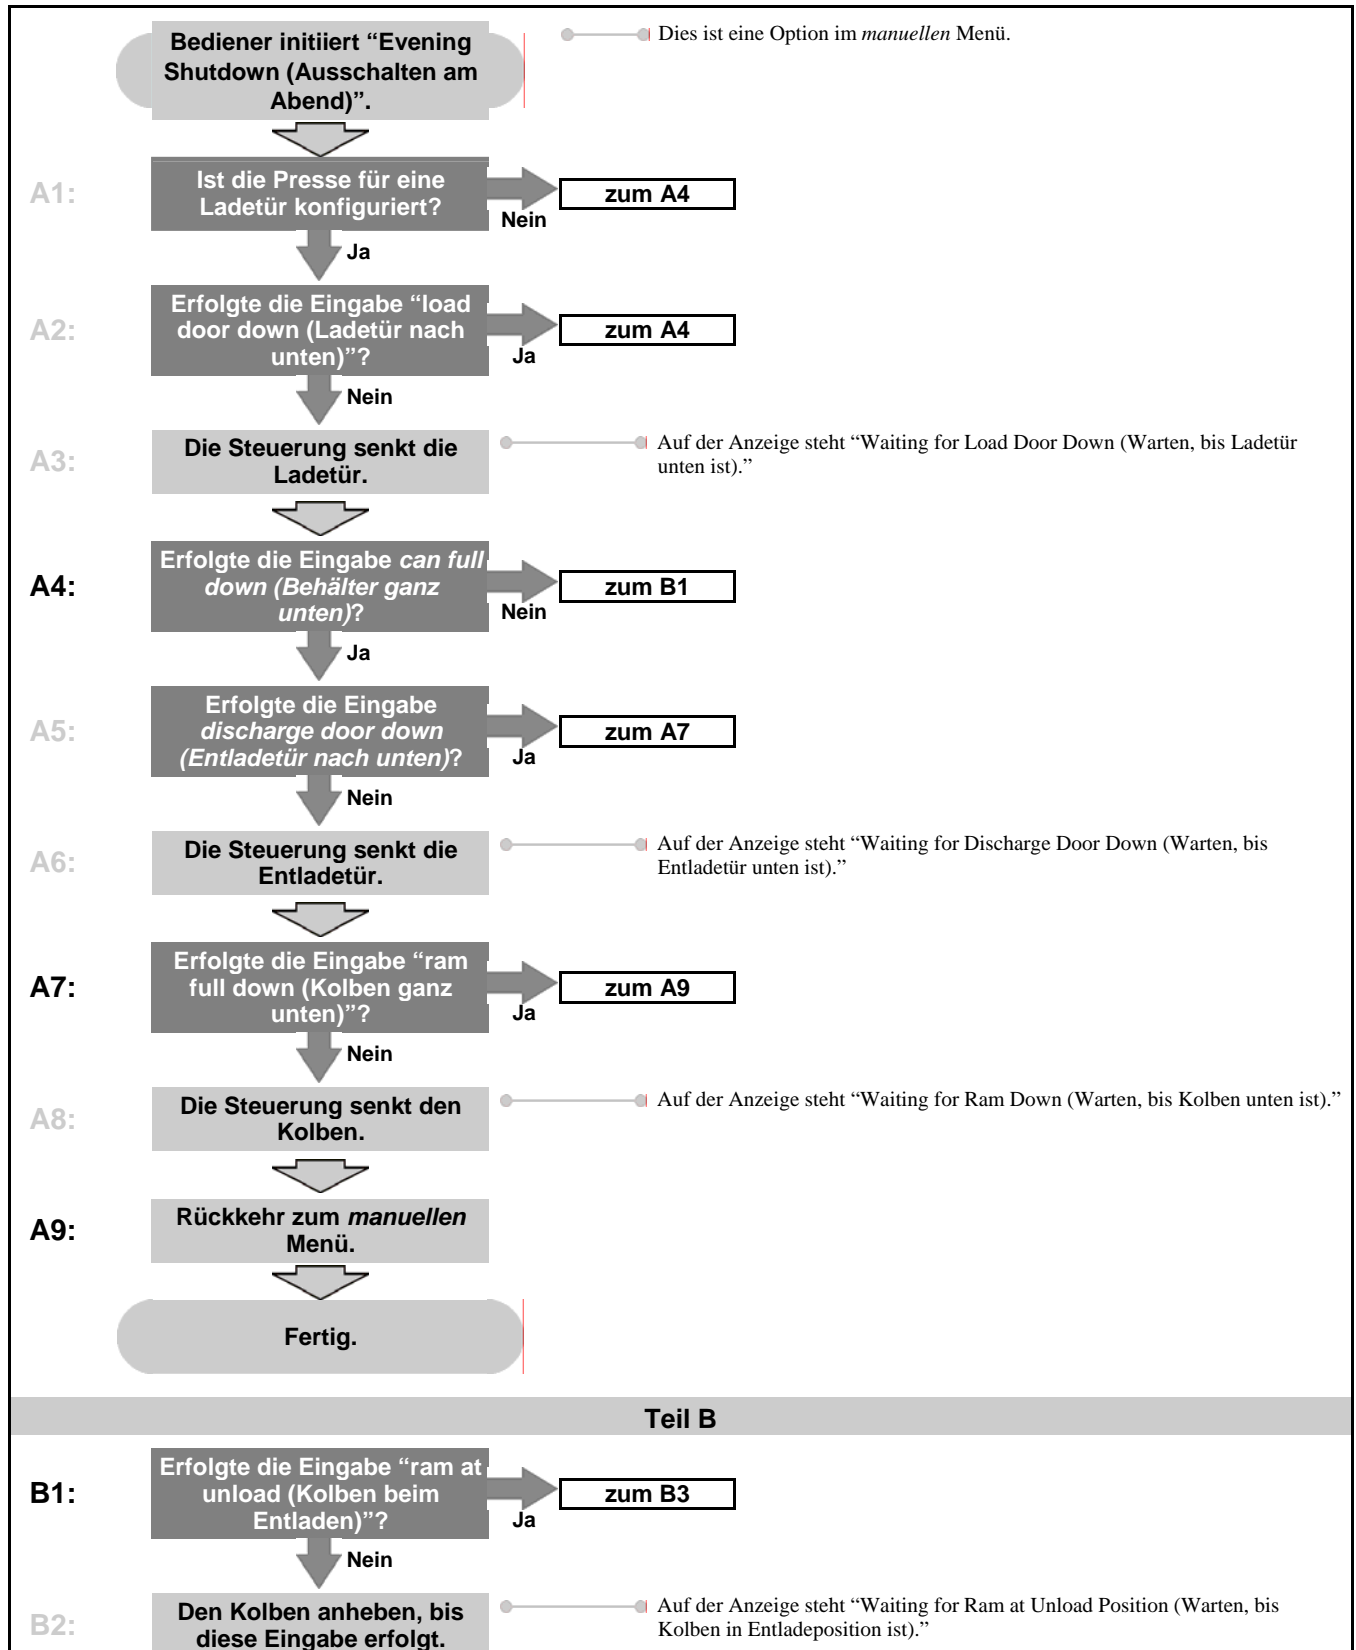 Bediener initiiert “Evening
Shutdown (Ausschalten am
Abend)”.
Dies ist eine Option im manuellen Menü.
A1:
Ist die Presse für eine
Ladetür konfiguriert?
Nein
zum A4
Ja
A2:
Erfolgte die Eingabe “load
door down (Ladetür nach
unten)”?
Ja
zum A4
Nein
A3:
Die Steuerung senkt die
Ladetür.
Auf der Anzeige steht “Waiting for Load Door Down (Warten, bis Ladetür
unten ist).”
A4:
Erfolgte die Eingabe can full
down (Behälter ganz
unten)?
Nein
zum B1
Ja
A5:
Erfolgte die Eingabe
discharge door down
(Entladetür nach unten)?
Ja
zum A7
Nein
A6:
Die Steuerung senkt die
Entladetür.
Auf der Anzeige steht “Waiting for Discharge Door Down (Warten, bis
Entladetür unten ist).”
A7:
Erfolgte die Eingabe “ram
full down (Kolben ganz
unten)”?
Ja
zum A9
Nein
A8:
Die Steuerung senkt den
Kolben.
Auf der Anzeige steht “Waiting for Ram Down (Warten, bis Kolben unten ist).”
A9:
Rückkehr zum manuellen
Menü.
Fertig.
Teil B
B1:
Erfolgte die Eingabe “ram at
unload (Kolben beim
Entladen)”?
Ja
zum B3
Nein
B2:
Den Kolben anheben, bis
diese Eingabe erfolgt.
Auf der Anzeige steht “Waiting for Ram at Unload Position (Warten, bis
Kolben in Entladeposition ist).”